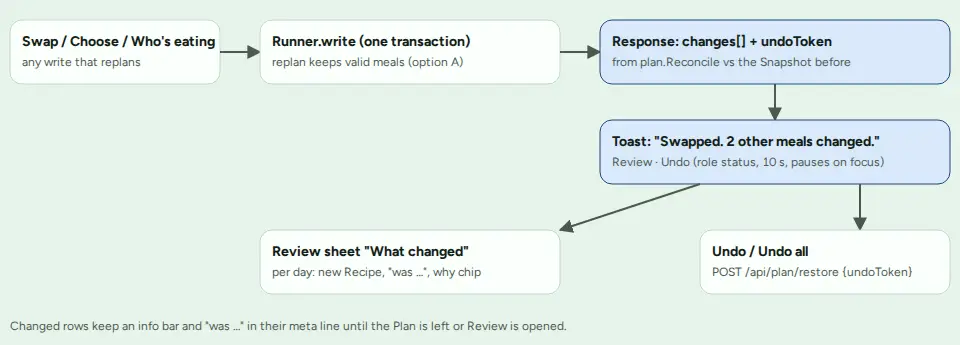 Swap / Choose / Who's eating
any write that replans
Runner.write (one transaction)
replan keeps valid meals (option A)
Response: changes[] + undoToken
from plan.Reconcile vs the Snapshot before
Toast: "Swapped. 2 other meals changed."
Review · Undo (role status, 10 s, pauses on focus)
Review sheet "What changed"
per day: new Recipe, "was …", why chip
Undo / Undo all
POST /api/plan/restore {undoToken}
Changed rows keep an info bar and "was …" in their meta line until the Plan is left or Review is opened.